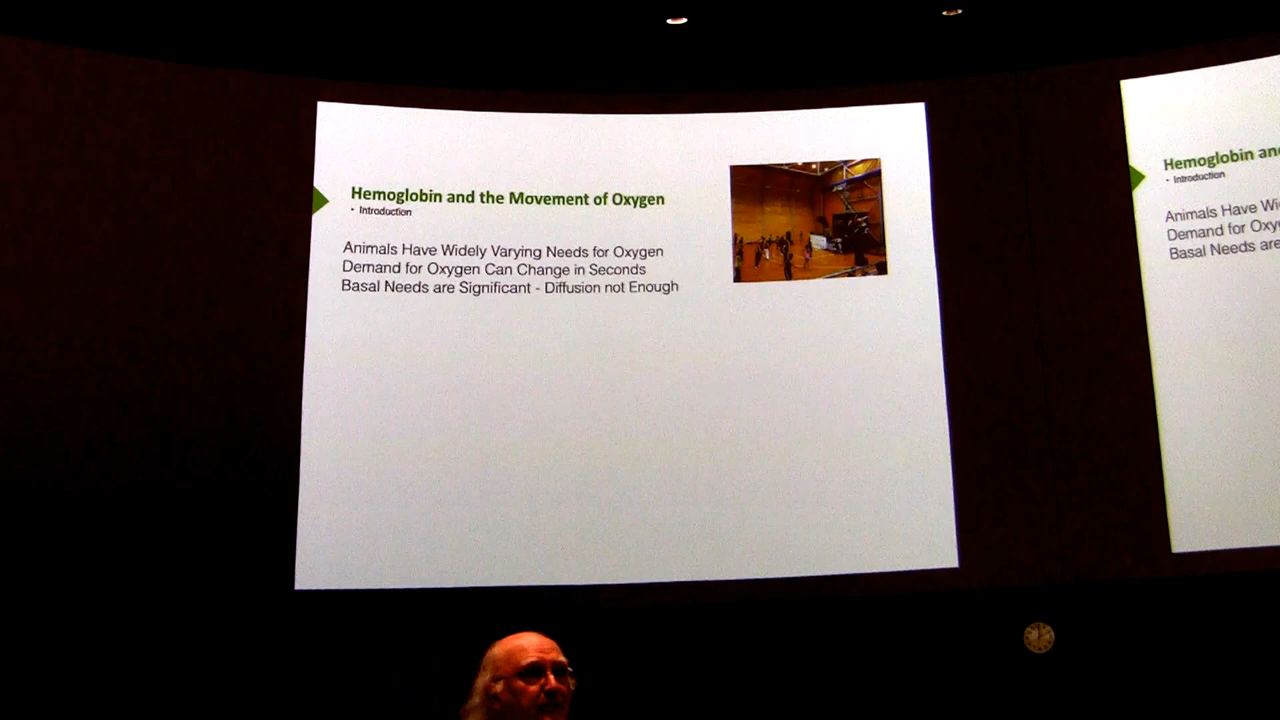 Hemoglobin and the Movement of Oxygen
• Introduction
Animals Have Widely Varying Needs for Oxygen
Demand for Oxygen Can Change in Seconds
Basal Needs are Significant - Diffusion not Enough
Hemoglobin and
• Introduction
Animals Have Wi
Demand for Oxy
Basal Needs are